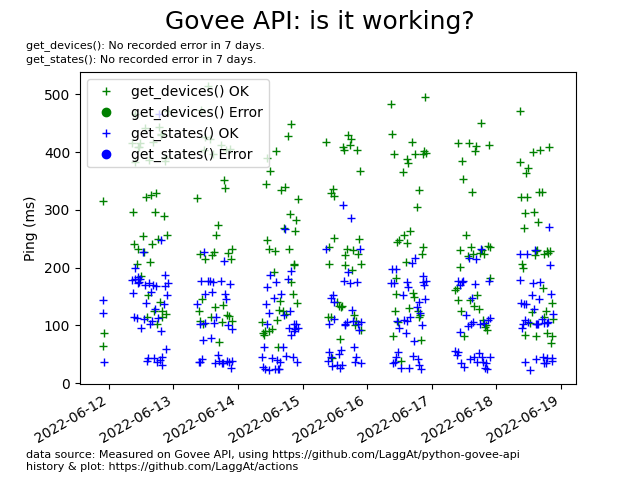 Govee API: is it working?
get_devices(): No recorded error in 7 days.
get_states(): No recorded error in 7 days.
get_devices() OK
get_devices() Error
get_states() OK
get_states() Error
Ping (ms)
500
400
300
200
100
0
2022-06-12
2022-06-13
2022-06-14
2022-06-15
2022-06-16
2022-06-17
2022-06-18
2022-06-19
data source: Measured on Govee API, using https://github.com/LaggAt/python-govee-api
history & plot: https://github.com/LaggAt/actions